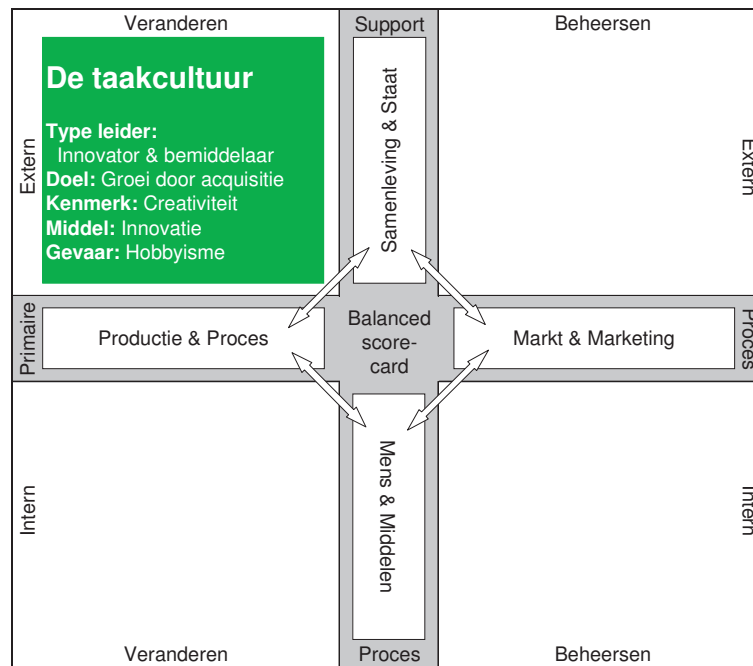 Veranderen
Support
Beheersen
De taakcultuur
Type leider:
Innovator & bemiddelaar
Doel: Groei door acquisitie
Kenmerk: Creativiteit
Middel: Innovatie
Gevaar: Hobbyisme
Extern
Samenleving & Staat
Extern
Primaire
Productie & Proces
Balanced
score-
card
Markt & Marketing
Proces
Intern
Mens & Middelen
Intern
Veranderen
Proces
Beheersen